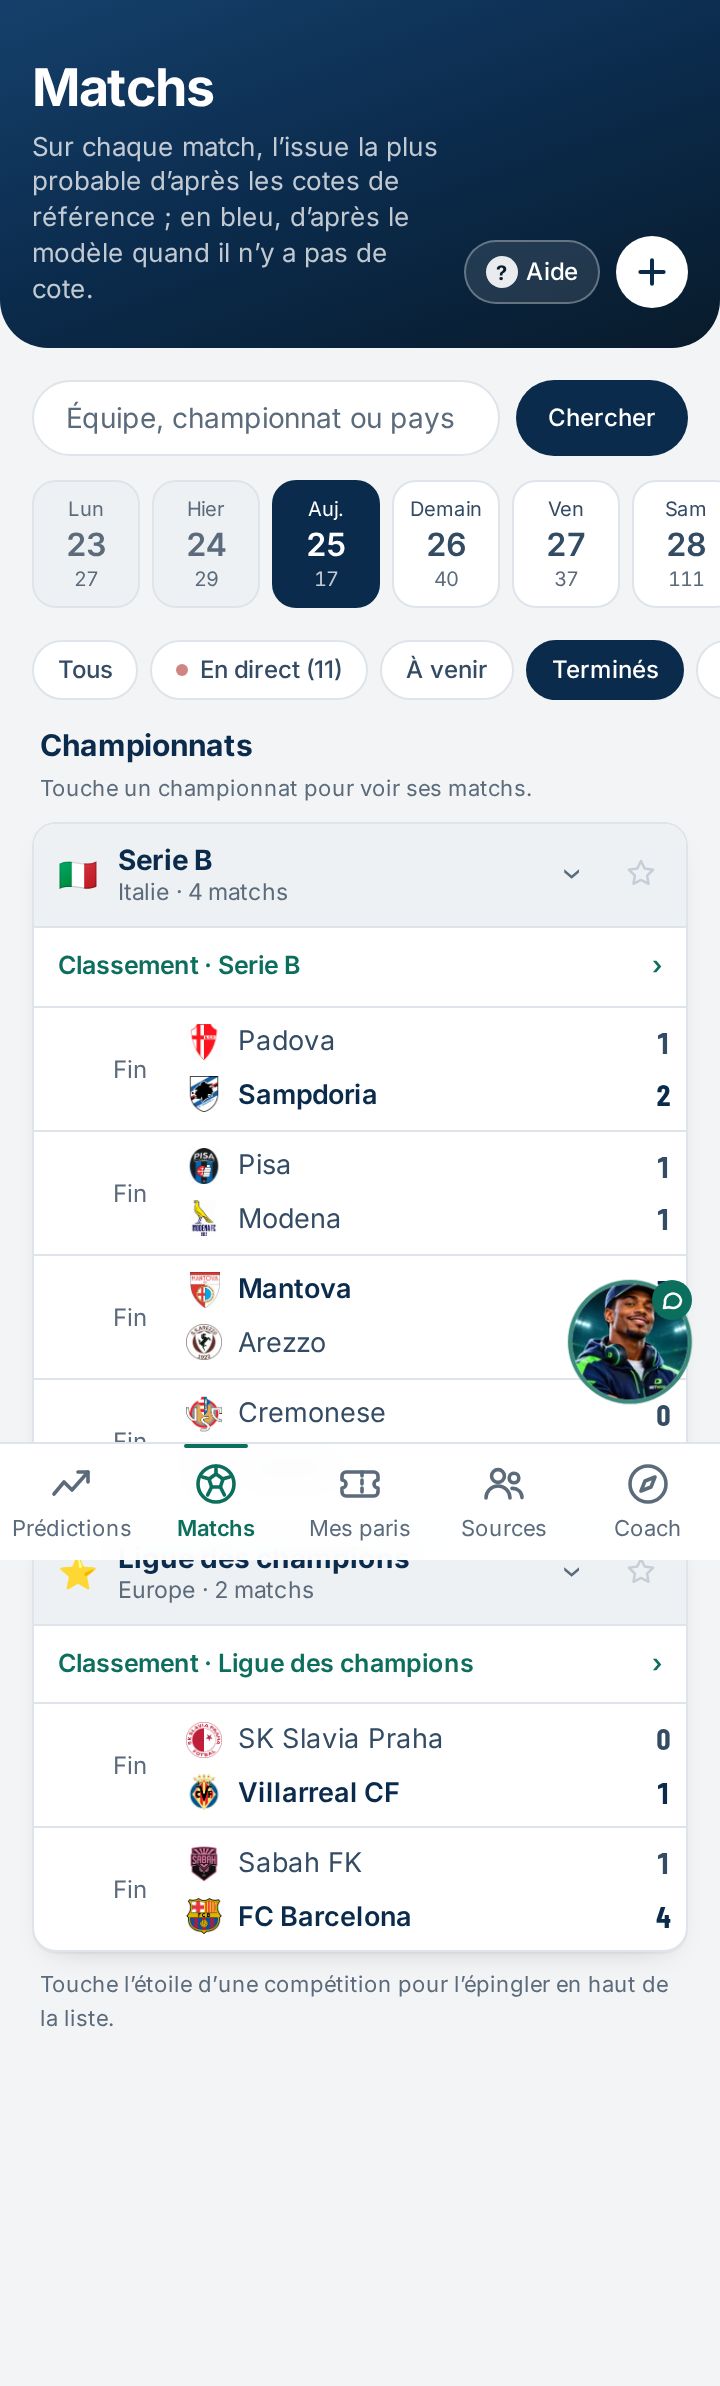 Matchs
Sur chaque match, l’issue la plus
probable d’après les cotes de
référence ; en bleu, d’après le
modèle quand il n’y a pas de
cote.
? Aide
Équipe, championnat ou pays
Chercher
Lun Hier Auj. Demain Ven Sam
23 24 25 26 27 28
27 29 17 40 37 111
Tous En direct (11) À venir Terminés
Championnats
Touche un championnat pour voir ses matchs.
Serie B
Italie · 4 matchs
Classement · Serie B ›
Padova 1
Fin
Sampdoria 2
Pisa 1
Fin
Modena 1
Mantova
Fin
Arezzo
Cremonese 0
Fin
Prédictions Matchs Mes paris Sources Coach
Ligue des champions
Europe · 2 matchs
Classement · Ligue des champions ›
SK Slavia Praha 0
Fin
Villarreal CF 1
Sabah FK 1
Fin
FC Barcelona 4
Touche l’étoile d’une compétition pour l’épingler en haut de
la liste.